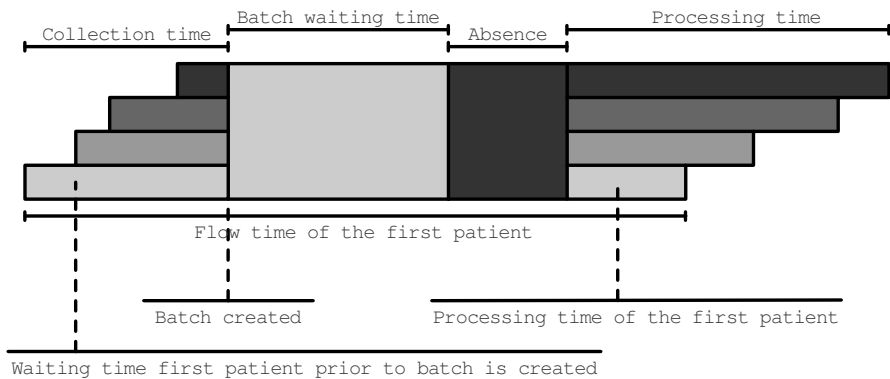 Batch waiting time
Processing time
Collection time
Absence
Flow time of the first patient
Batch created
Processing time of the first patient
Waiting time first patient prior to batch is created